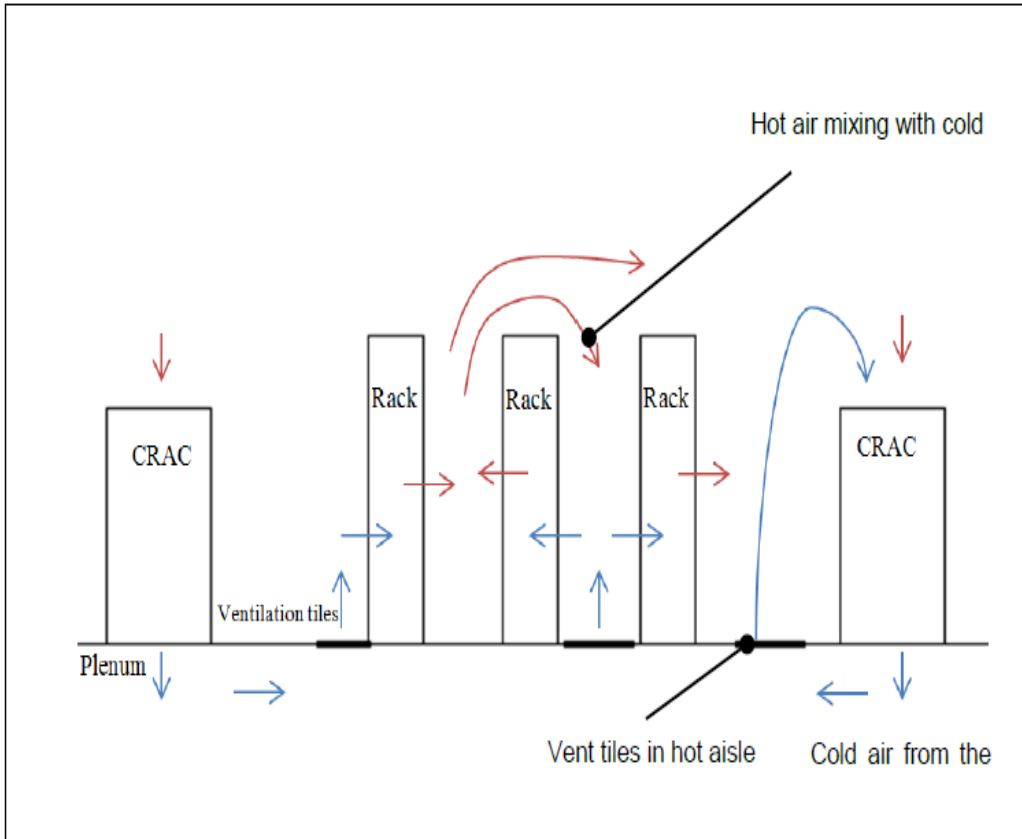 Hot air mixing with cold
Rack
Rack
Rack
CRAC
CRAC
Ventilation tiles
Plenum
Vent tiles in hot aisle
Cold air from the